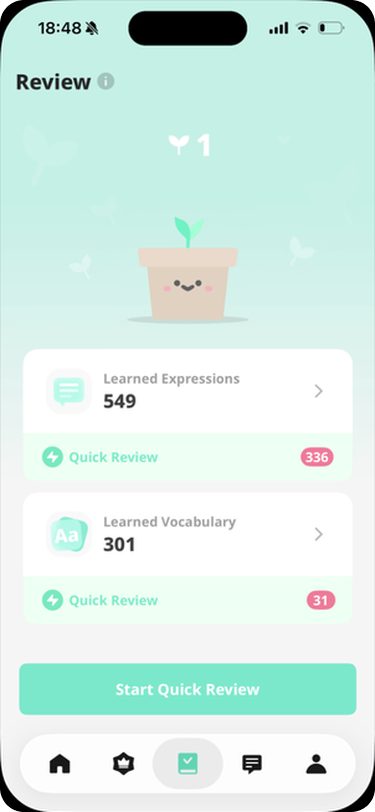 18:48
Review
1
Learned Expressions
549
Quick Review
336
Aa
Learned Vocabulary
301
Quick Review
31
Start Quick Review